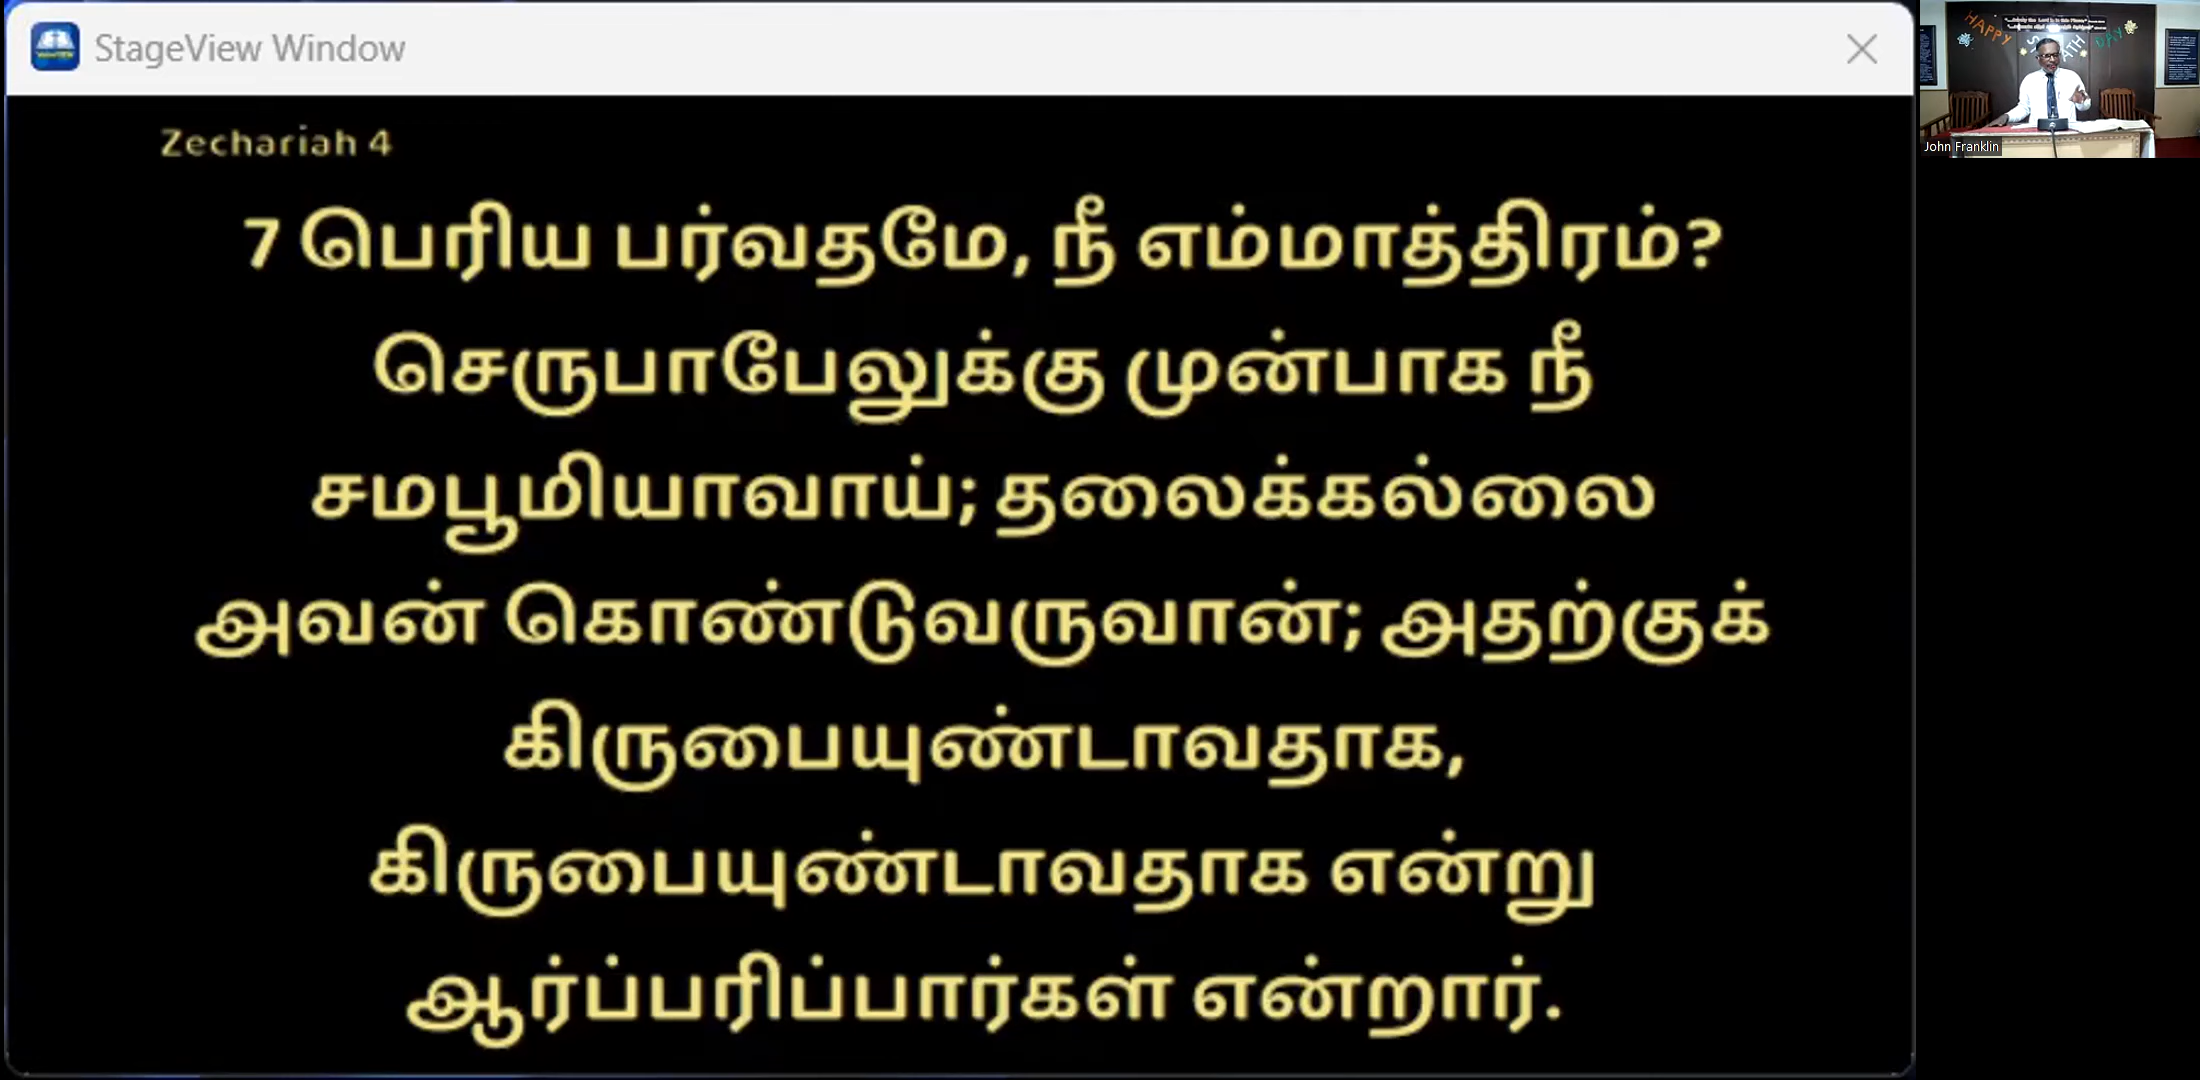 StageView Window
Zechariah 4
7 பெரிய பர்வதமே, நீ எம்மாத்திரம்?
செருபாபேலுக்கு முன்பாக நீ
சமபூமியாவாய்; தலைக்கல்லை
அவன் கொண்டுவருவான்; அதற்குக்
கிருபையுண்டாவதாக,
கிருபையுண்டாவதாக என்று
ஆர்ப்பரிப்பார்கள் என்றார்.
HAPPY
DAY
John Franklin